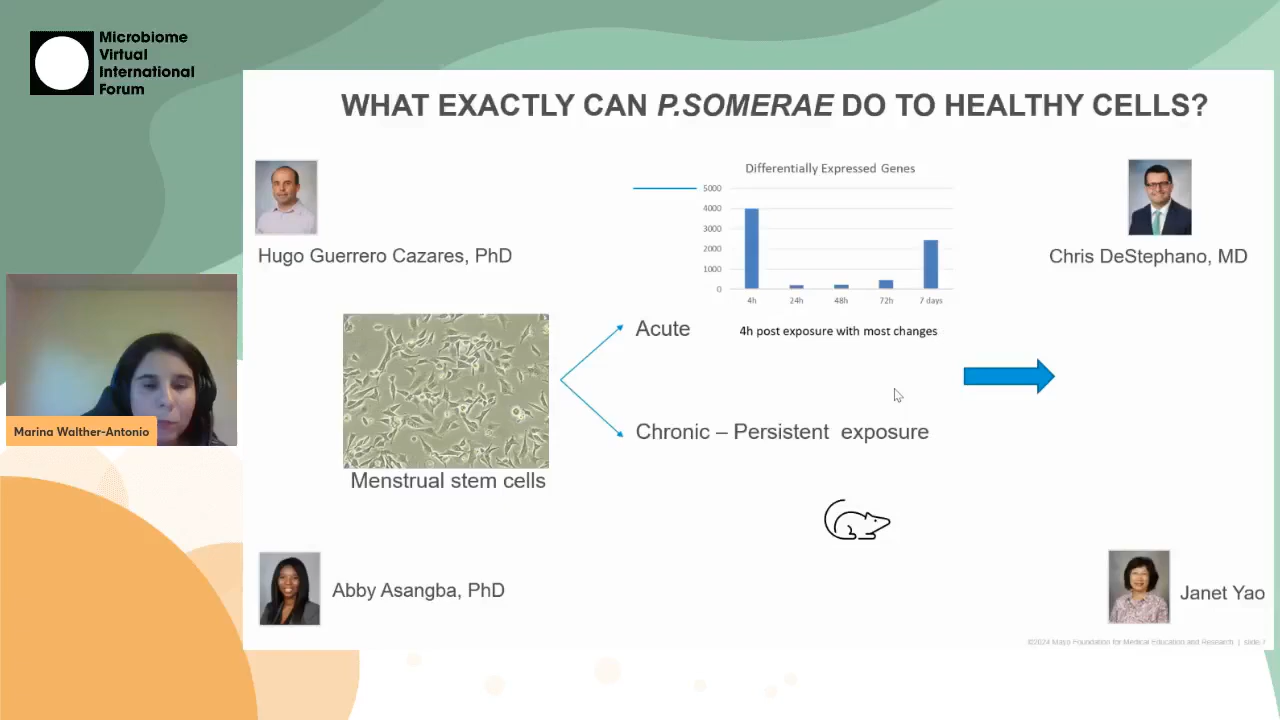 Microbiome
Virtual
International
Forum
WHAT EXACTLY CAN P.SOMERAE DO TO HEALTHY CELLS?
Hugo Guerrero Cazares, PhD
Differentially Expressed Genes
5000
4000
3000
2000
1000
0
4h 24h 48h 72h 7 days
4h post exposure with most changes
Chris DeStephano, MD
Marina Walther-Antonio
Menstrual stem cells
Acute
Chronic – Persistent exposure
Abby Asangba, PhD
Janet Yao
©2024 Mayo Foundation for Medical Education and Research | slide-7